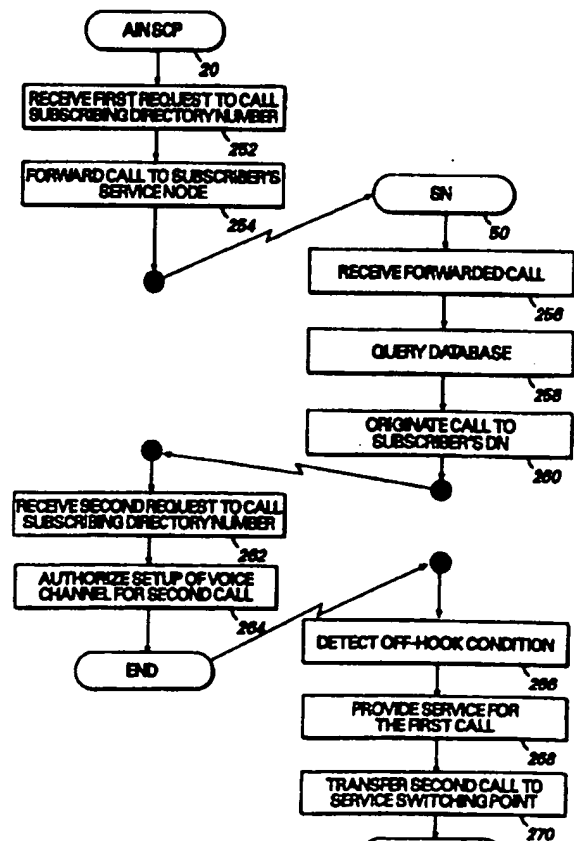 AIN SCP
20
RECEIVE FIRST REQUEST TO CALL
SUBSCRIBING DIRECTORY NUMBER
252
FORWARD CALL TO SUBSCRIBER'S
SERVICE NODE
254
SN
50
RECEIVE FORWARDED CALL
256
QUERY DATABASE
258
ORIGINATE CALL TO
SUBSCRIBER'S DN
260
RECEIVE SECOND REQUEST TO CALL
SUBSCRIBING DIRECTORY NUMBER
262
AUTHORIZE SETUP OF VOICE
CHANNEL FOR SECOND CALL
264
END
DETECT OFF-HOOK CONDITION
266
PROVIDE SERVICE FOR
THE FIRST CALL
268
TRANSFER SECOND CALL TO
SERVICE SWITCHING POINT
270